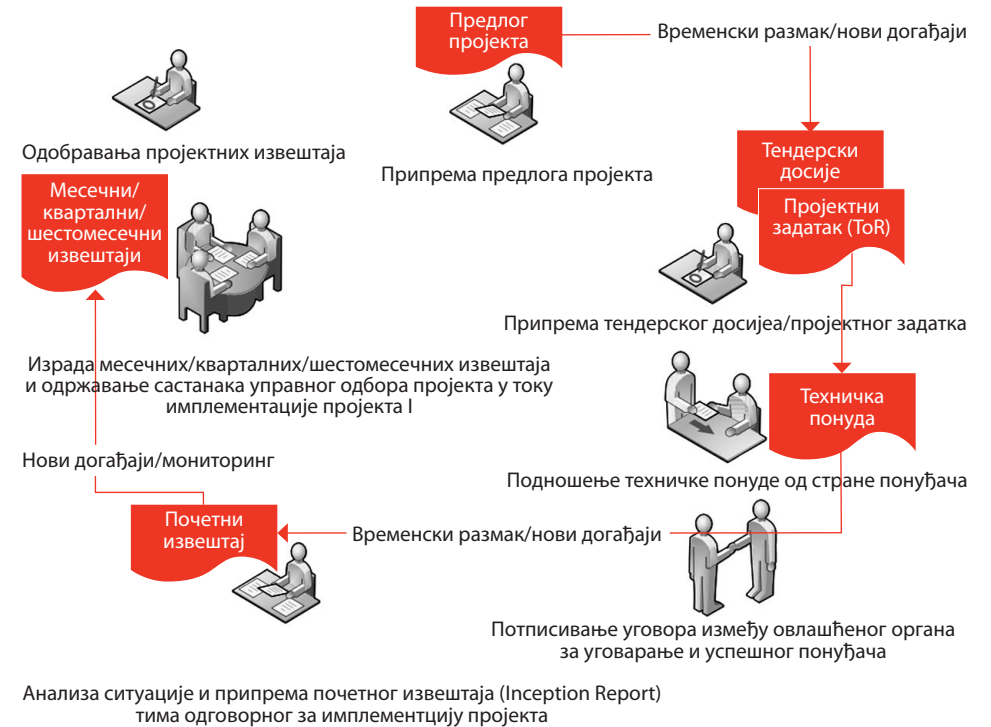 Предлог
пројекта
Временски размак/нови догађаји
Припрема предлога пројекта
Тендерски
досије
Пројектни
задатак (ToR)
Припрема тендерског досијеа/пројектног задатка
Техничка
понуда
Подношење техничке понуде од стране понуђача
Потписивање уговора између овлашћеног органа
за уговарање и успешног понуђача
Временски размак/нови догађаји
Почетни
извештај
Анализа ситуације и припрема почетног извештаја (Inception Report)
тима одговорног за имплементцију пројекта
Нови догађаји/мониторинг
Месечни/
квартални/
шестомесечни
извештаји
Израда месечних/кварталних/шестомесечних извештаја
и одржавање састанака управног одбора пројекта у току
имплементације пројекта I
Одобравања пројектних извештаја